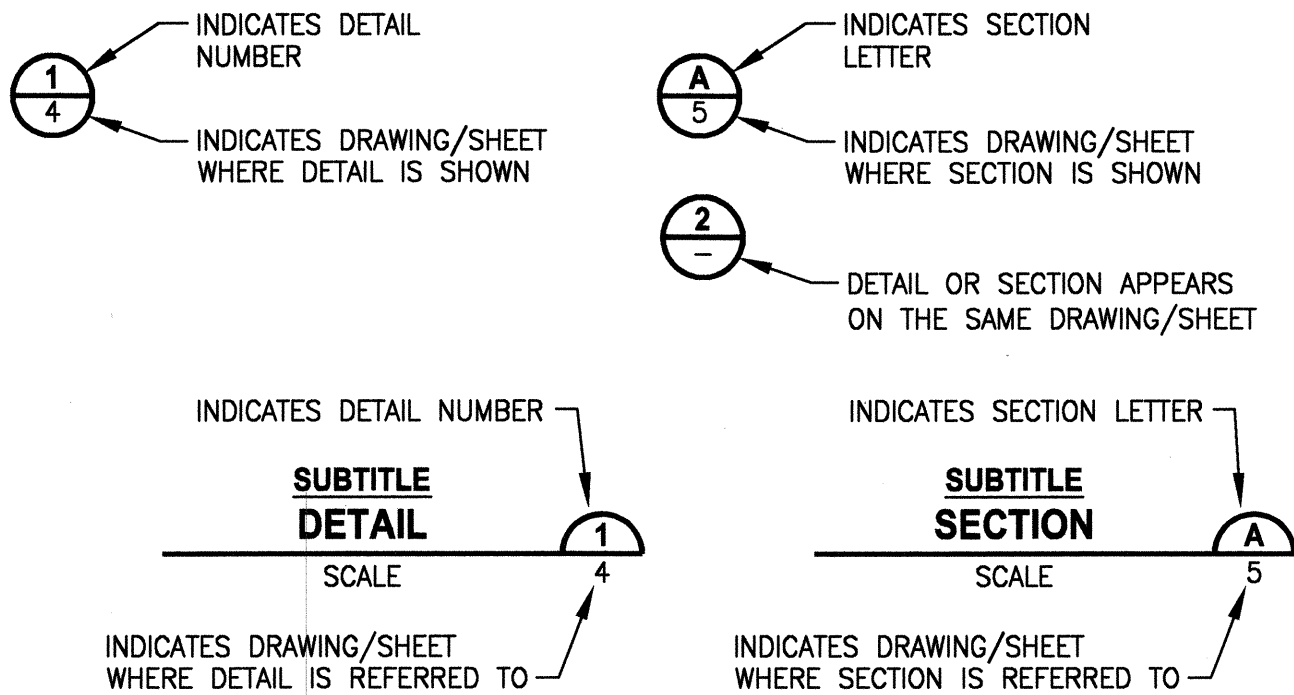 INDICATES DETAIL
NUMBER
1
4
INDICATES DRAWING/SHEET
WHERE DETAIL IS SHOWN
INDICATES SECTION
LETTER
A
5
INDICATES DRAWING/SHEET
WHERE SECTION IS SHOWN
2
–
DETAIL OR SECTION APPEARS
ON THE SAME DRAWING/SHEET
INDICATES DETAIL NUMBER
SUBTITLE
DETAIL
1
SCALE
4
INDICATES DRAWING/SHEET
WHERE DETAIL IS REFERRED TO
INDICATES SECTION LETTER
SUBTITLE
SECTION
A
SCALE
5
INDICATES DRAWING/SHEET
WHERE SECTION IS REFERRED TO